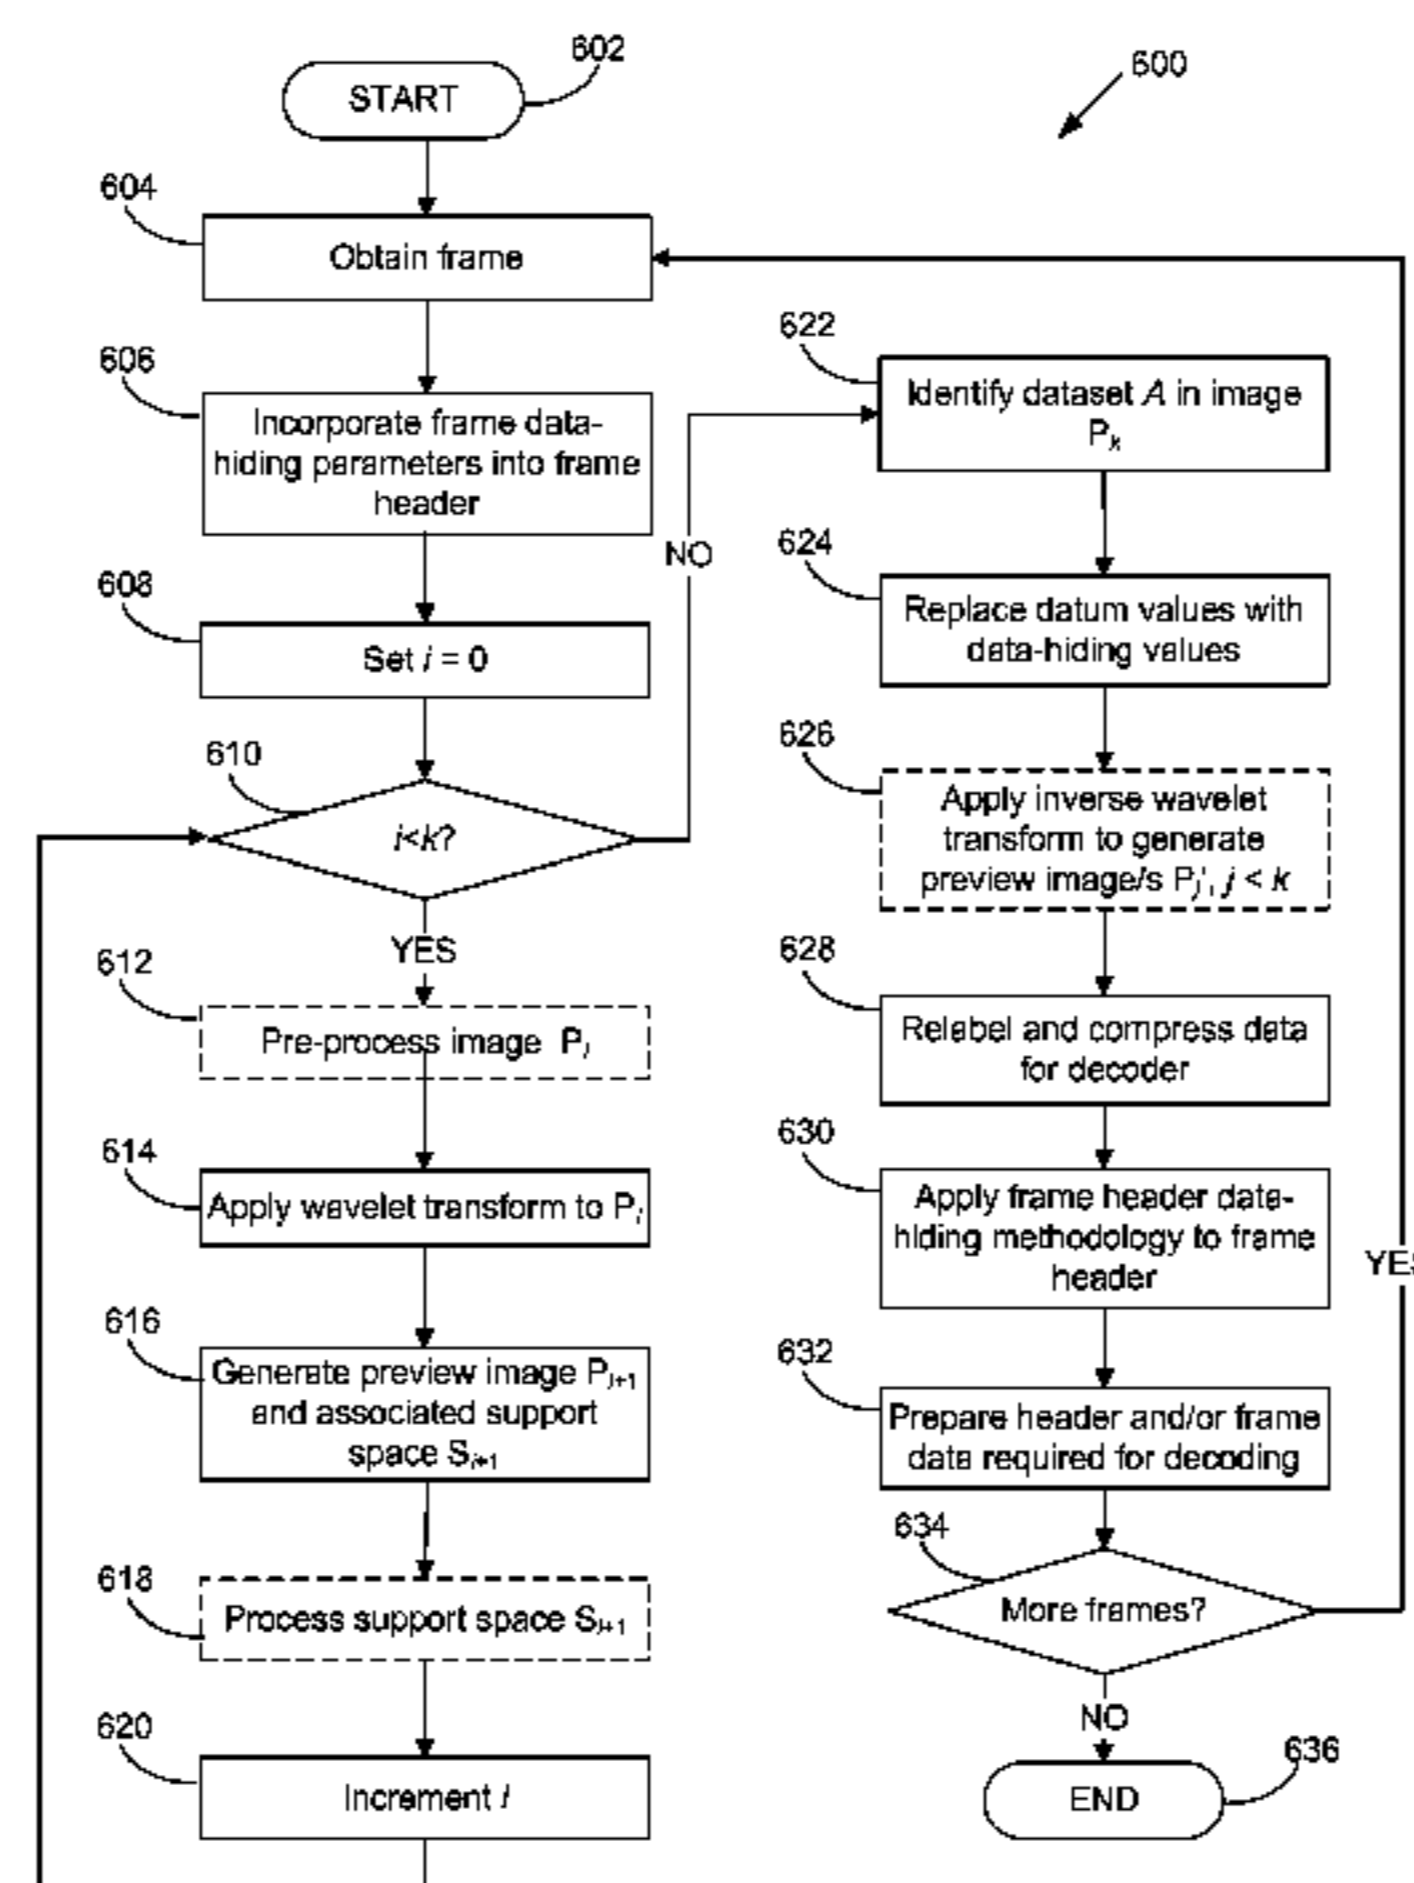 602
START
600
604
Obtain frame
606
Incorporate frame data-
hiding parameters into frame
header
608
Set i = 0
610
i<k?
NO
YES
612
Pre-process image Pi
614
Apply wavelet transform to Pi
616
Generate preview image Pi+1
and associated support
space Si+1
618
Process support space Si+1
620
Increment i
622
Identify dataset A in image
Pk
624
Replace datum values with
data-hiding values
626
Apply inverse wavelet
transform to generate
preview image/s Pj', j < k
628
Relabel and compress data
for decoder
630
Apply frame header data-
hiding methodology to frame
header
YES
632
Prepare header and/or frame
data required for decoding
634
More frames?
NO
636
END